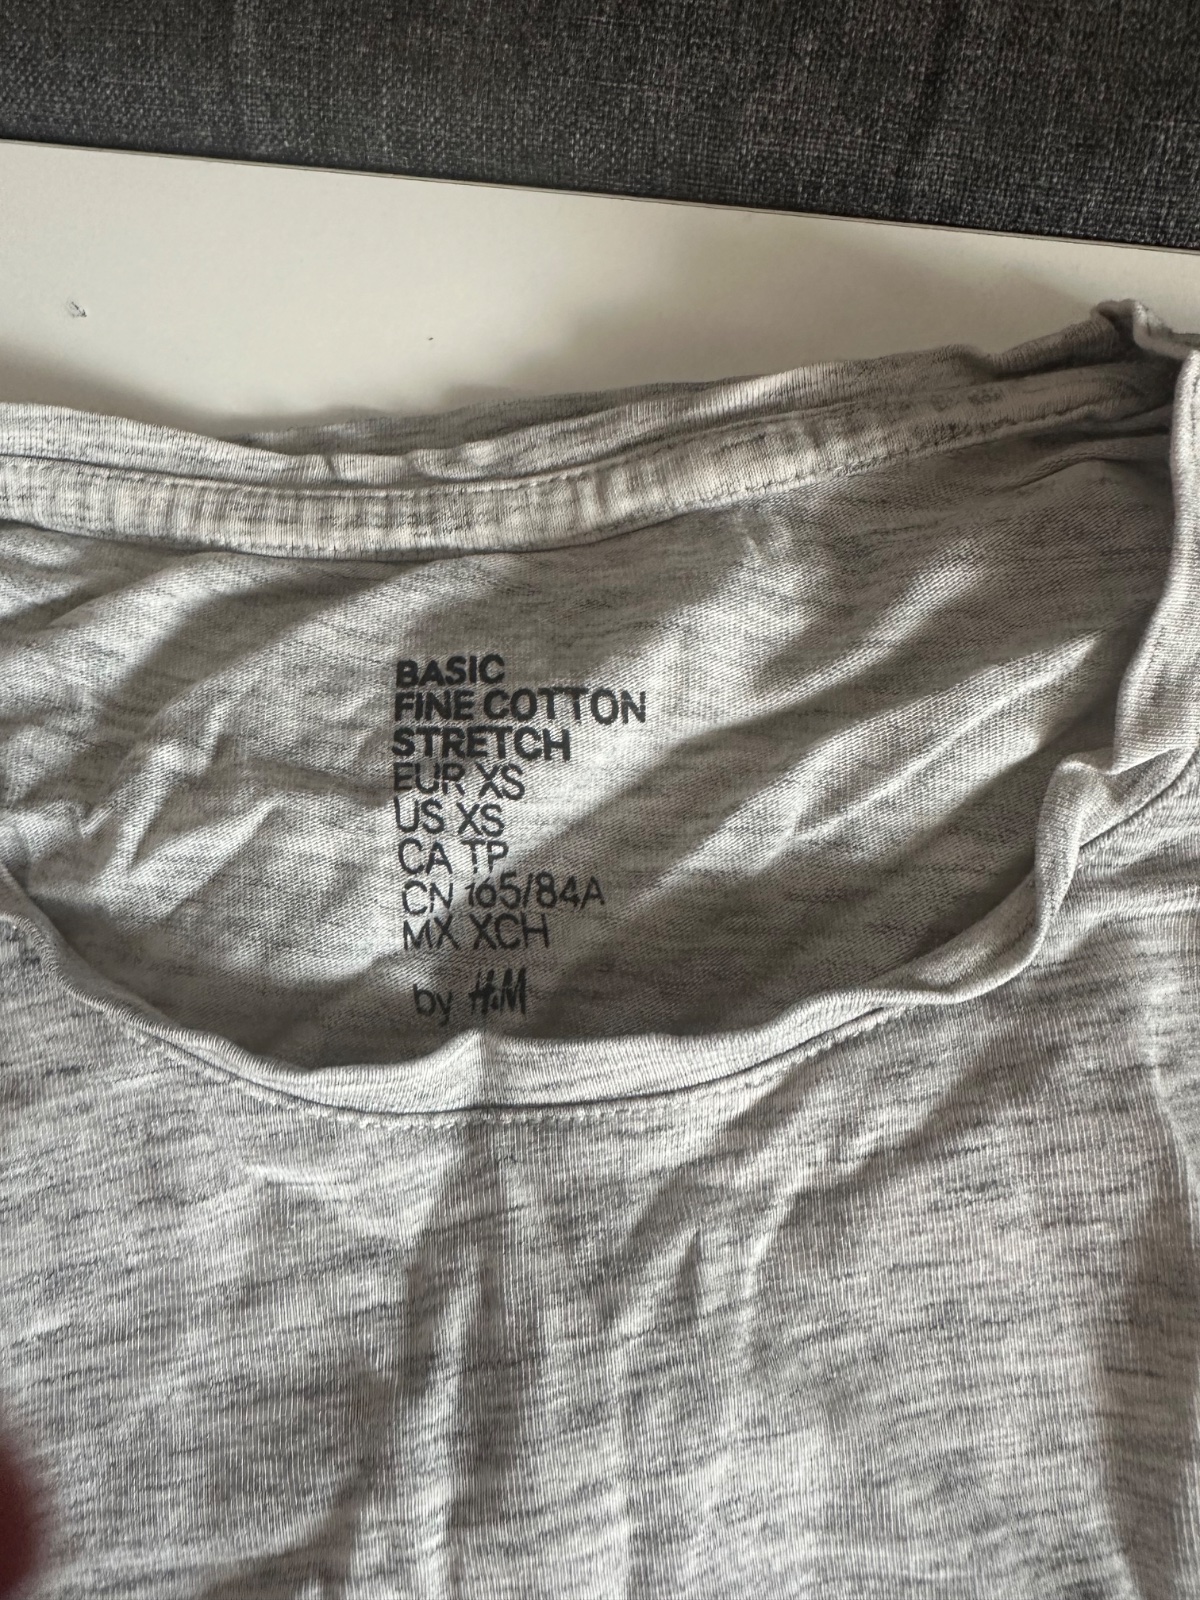 BASIC
FINE COTTON
STRETCH
EUR XS
US XS
CA TP
CN 165/84A
MX XCH
by H&M